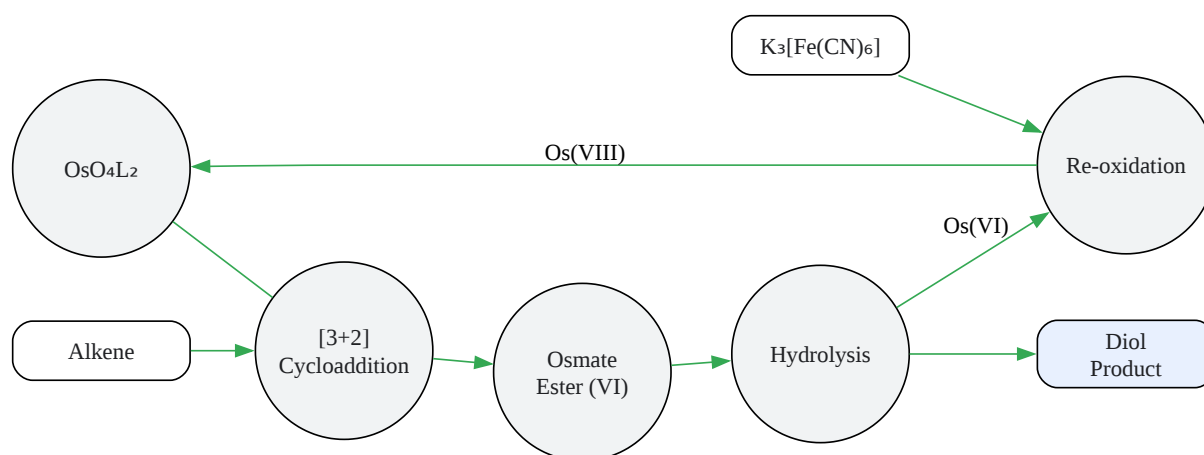 K₃[Fe(CN)₆]
Os(VIII)
OsO₄L₂
Re-oxidation
Os(VI)
Alkene
[3+2]
Cycloaddition
Osmate
Ester (VI)
Hydrolysis
Diol
Product